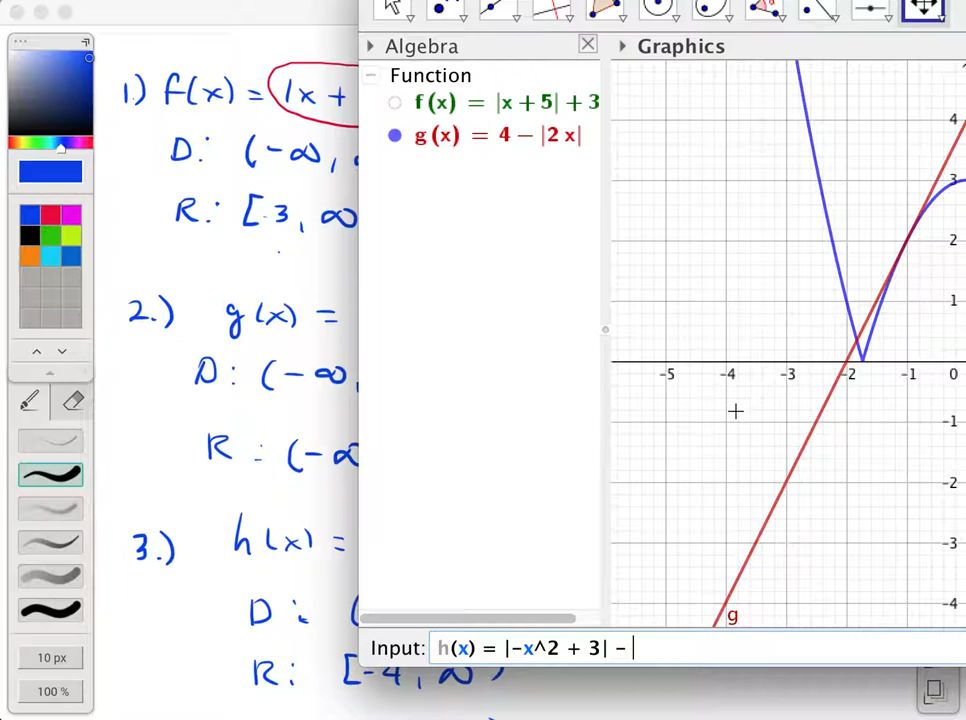 1.) f(x) = |x +
D: (-∞,
R: [3, ∞
2.) g(x) =
D: (-∞,
R: (-∞
3.) h(x) =
D: (
R: [-4, ∞)
10 px
100 %
Algebra
Function
f(x) = |x + 5| + 3
g(x) = 4 − |2 x|
Graphics
4
3
2
1
-5 -4 -3 -2 -1 0
-1
-2
-3
-4
g
Input: h(x) = |-x^2 + 3| -